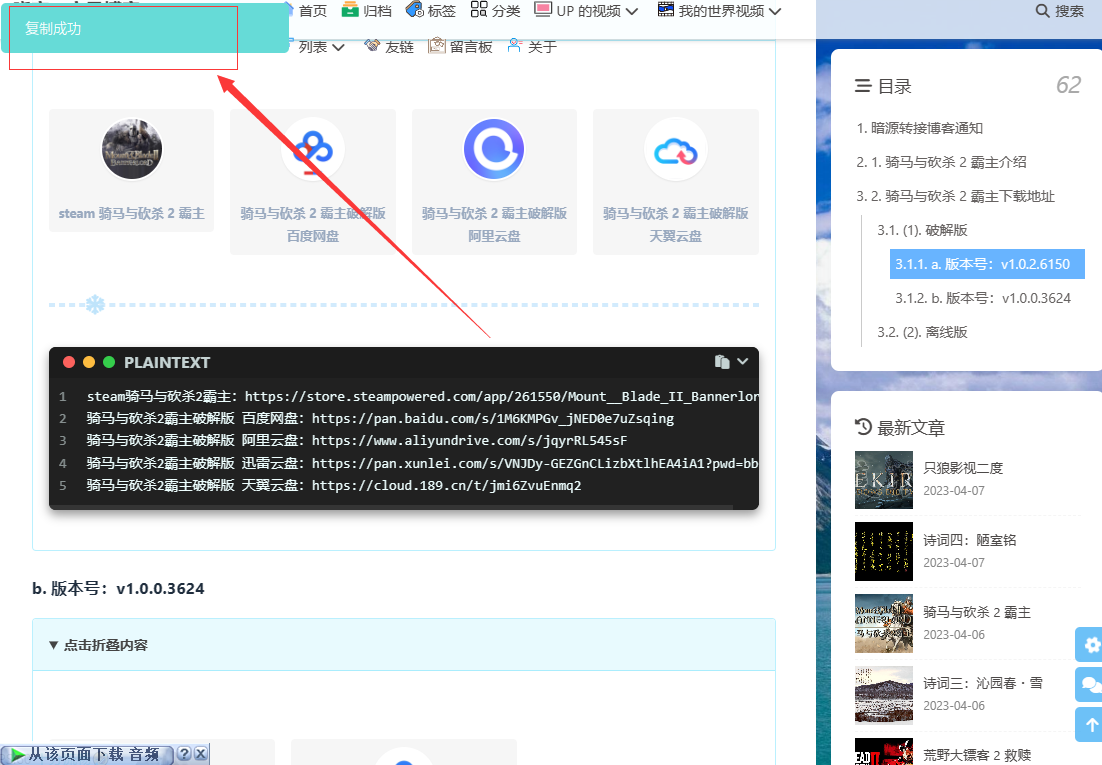 复制成功
首页 归档 标签 分类 UP 的视频 我的世界视频 搜索
列表 友链 留言板 关于
steam 骑马与砍杀 2 霸主
骑马与砍杀 2 霸主破解版
百度网盘
骑马与砍杀 2 霸主破解版
阿里云盘
骑马与砍杀 2 霸主破解版
天翼云盘
PLAINTEXT
1 steam骑马与砍杀2霸主：https://store.steampowered.com/app/261550/Mount__Blade_II_Bannerlor
2 骑马与砍杀2霸主破解版 百度网盘：https://pan.baidu.com/s/1M6KMPGv_jNED0e7uZsqing
3 骑马与砍杀2霸主破解版 阿里云盘：https://www.aliyundrive.com/s/jqyrRL545sF
4 骑马与砍杀2霸主破解版 迅雷云盘：https://pan.xunlei.com/s/VNJDy-GEZGnCLizbXtlhEA4iA1?pwd=bb
5 骑马与砍杀2霸主破解版 天翼云盘：https://cloud.189.cn/t/jmi6ZvuEnmq2
b. 版本号：v1.0.0.3624
点击折叠内容
从该页面下载 音频 ? X
目录 62
1. 暗源转接博客通知
2. 1. 骑马与砍杀 2 霸主介绍
3. 2. 骑马与砍杀 2 霸主下载地址
3.1. (1). 破解版
3.1.1. a. 版本号：v1.0.2.6150
3.1.2. b. 版本号：v1.0.0.3624
3.2. (2). 离线版
最新文章
只狼影视二度
2023-04-07
诗词四：陋室铭
2023-04-07
骑马与砍杀 2 霸主
2023-04-06
诗词三：沁园春 · 雪
2023-04-06
荒野大镖客 2 救赎